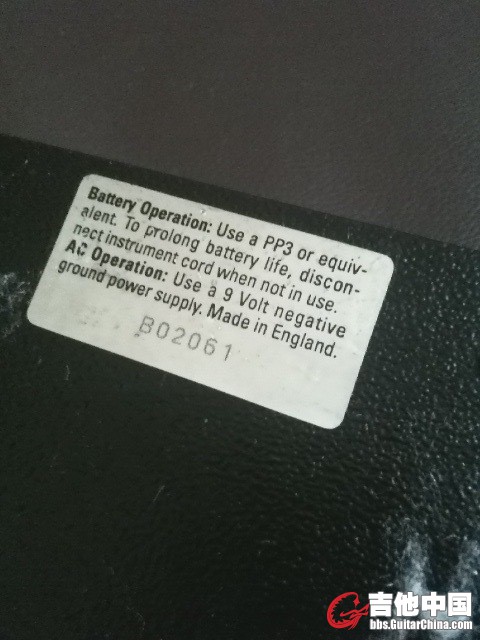 Battery Operation: Use a PP3 or equiv-
alent. To prolong battery life, discon-
nect instrument cord when not in use.
AC Operation: Use a 9 Volt negative
ground power supply. Made in England.
B02061
吉他中国
bbs.GuitarChina.com